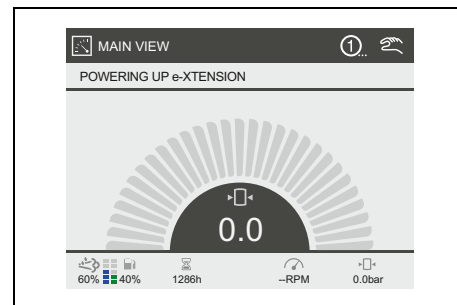 MAIN VIEW
1...
POWERING UP e-XTENSION
0.0
60% 40% 1286h --RPM 0.0bar